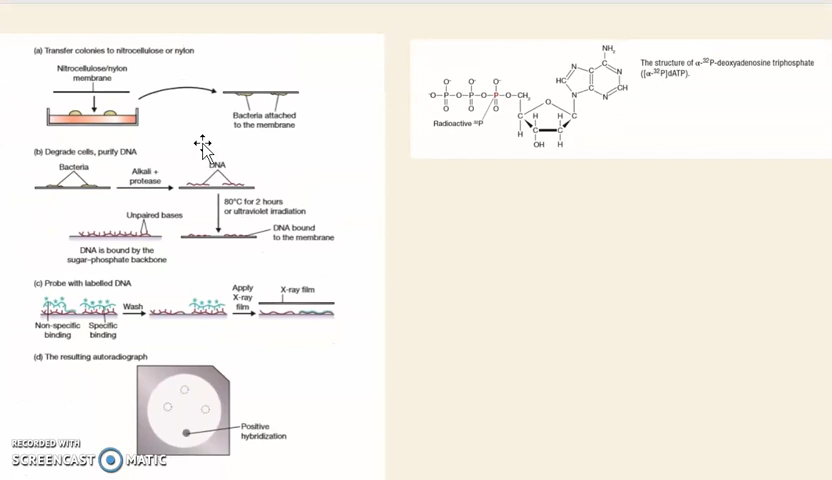 (a) Transfer colonies to nitrocellulose or nylon
Nitrocellulose/nylon
membrane
Bacteria attached
to the membrane
(b) Degrade cells, purify DNA
Bacteria
Alkali +
protease
DNA
80°C for 2 hours
or ultraviolet irradiation
Unpaired bases
DNA bound
to the membrane
DNA is bound by the
sugar-phosphate backbone
(c) Probe with labelled DNA
Wash
Apply
X-ray
film
X-ray film
Non-specific
binding
Specific
binding
(d) The resulting autoradiograph
Positive
hybridization
RECORDED WITH
SCREENCAST MATIC
NH₂
N
C
N
HC
C
CH
C
N
N
O⁻ O⁻ O⁻
⁻O–P–O–P–O–P–O–CH₂
O O O
O
Radioactive ³²P
C
H
H
H
C
H
C
C
OH
H
The structure of α-³²P-deoxyadenosine triphosphate
([α-³²P]dATP).